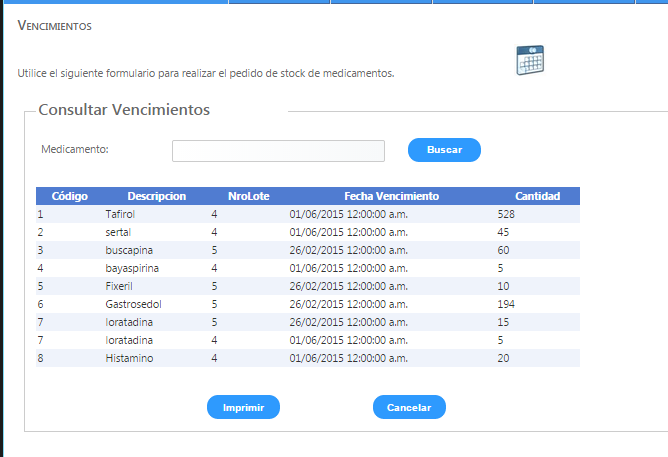 VENCIMIENTOS
Utilice el siguiente formulario para realizar el pedido de stock de medicamentos.
Consultar Vencimientos
Medicamento: Buscar
Código Descripcion NroLote Fecha Vencimiento Cantidad
1 Tafirol 4 01/06/2015 12:00:00 a.m. 528
2 sertal 4 01/06/2015 12:00:00 a.m. 45
3 buscapina 5 26/02/2015 12:00:00 a.m. 60
4 bayaspirina 4 01/06/2015 12:00:00 a.m. 5
5 Fixeril 5 26/02/2015 12:00:00 a.m. 10
6 Gastrosedol 5 26/02/2015 12:00:00 a.m. 194
7 loratadina 5 26/02/2015 12:00:00 a.m. 15
7 loratadina 4 01/06/2015 12:00:00 a.m. 5
8 Histamino 4 01/06/2015 12:00:00 a.m. 20
Imprimir Cancelar